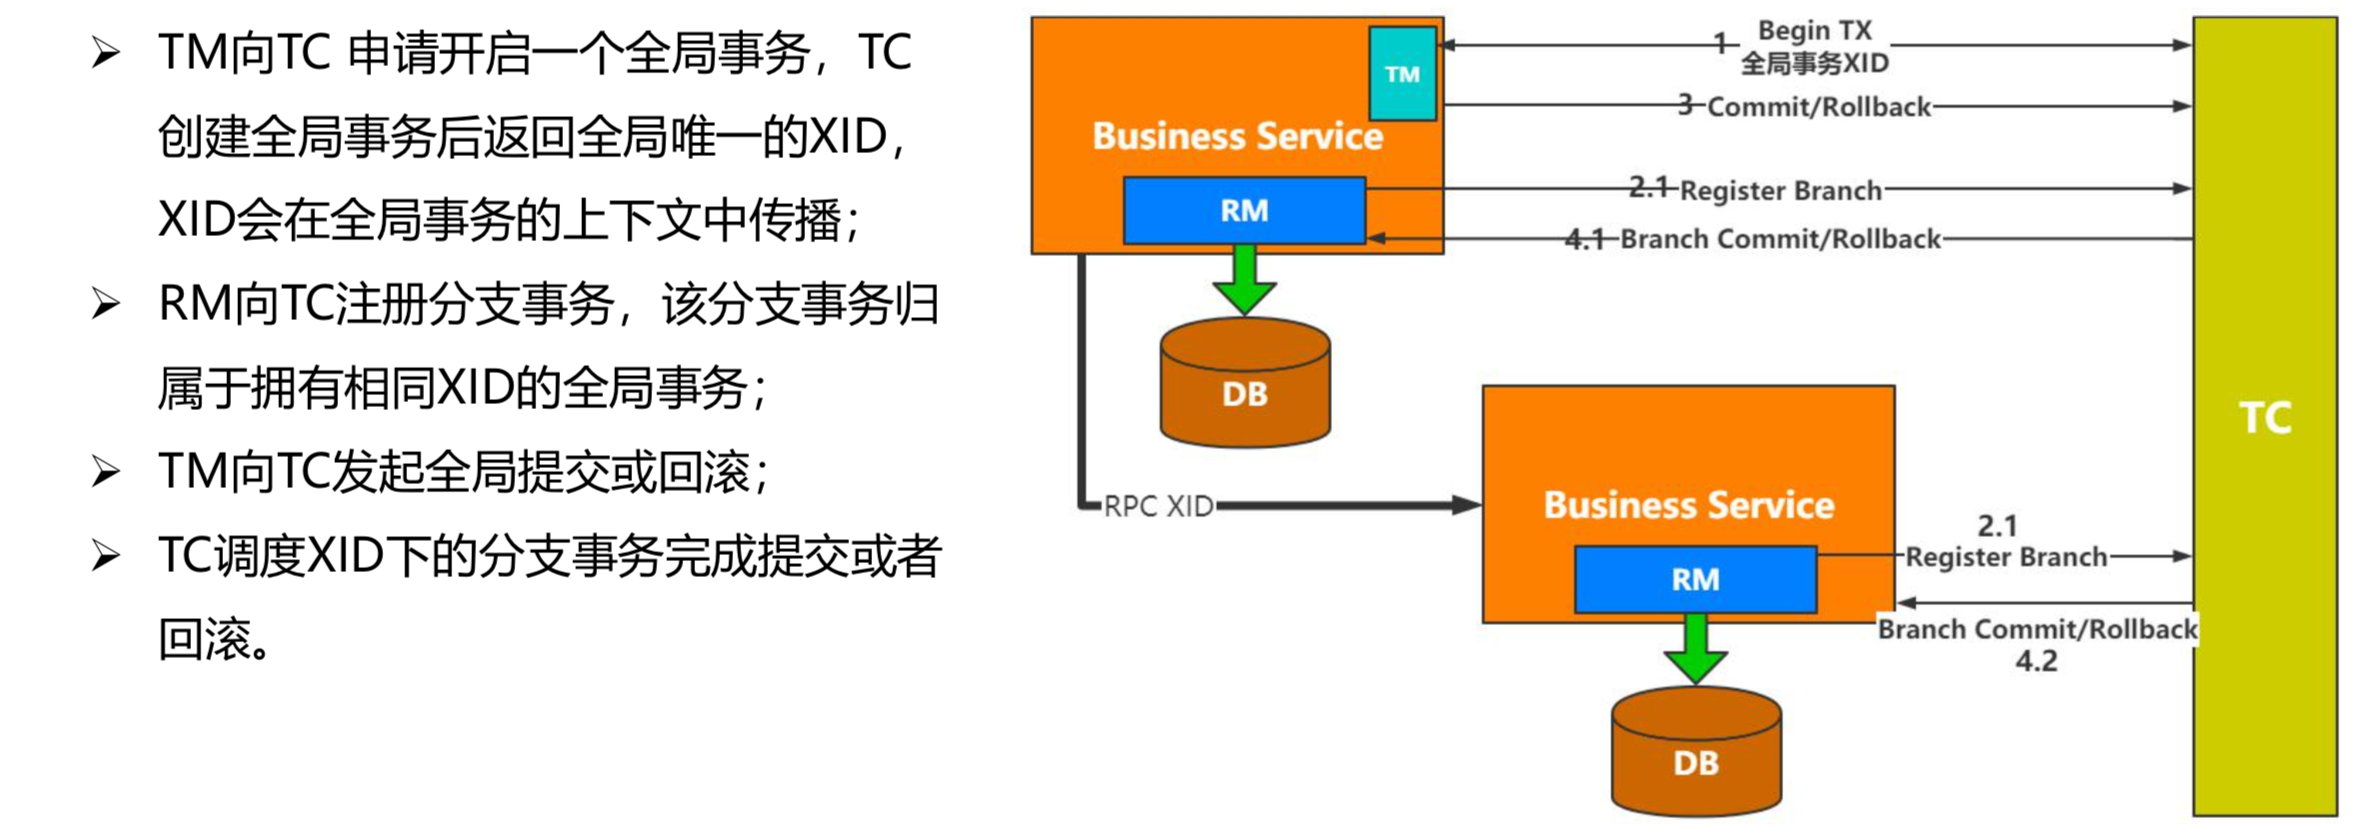 ➢ TM向TC 申请开启一个全局事务，TC
创建全局事务后返回全局唯一的XID，
XID会在全局事务的上下文中传播；
➢ RM向TC注册分支事务，该分支事务归
属于拥有相同XID的全局事务；
➢ TM向TC发起全局提交或回滚；
➢ TC调度XID下的分支事务完成提交或者
回滚。
TM
Business Service
RM
DB
1 Begin TX
全局事务XID
3 Commit/Rollback
2.1 Register Branch
4.1 Branch Commit/Rollback
RPC XID
Business Service
RM
DB
2.1
Register Branch
Branch Commit/Rollback
4.2
TC